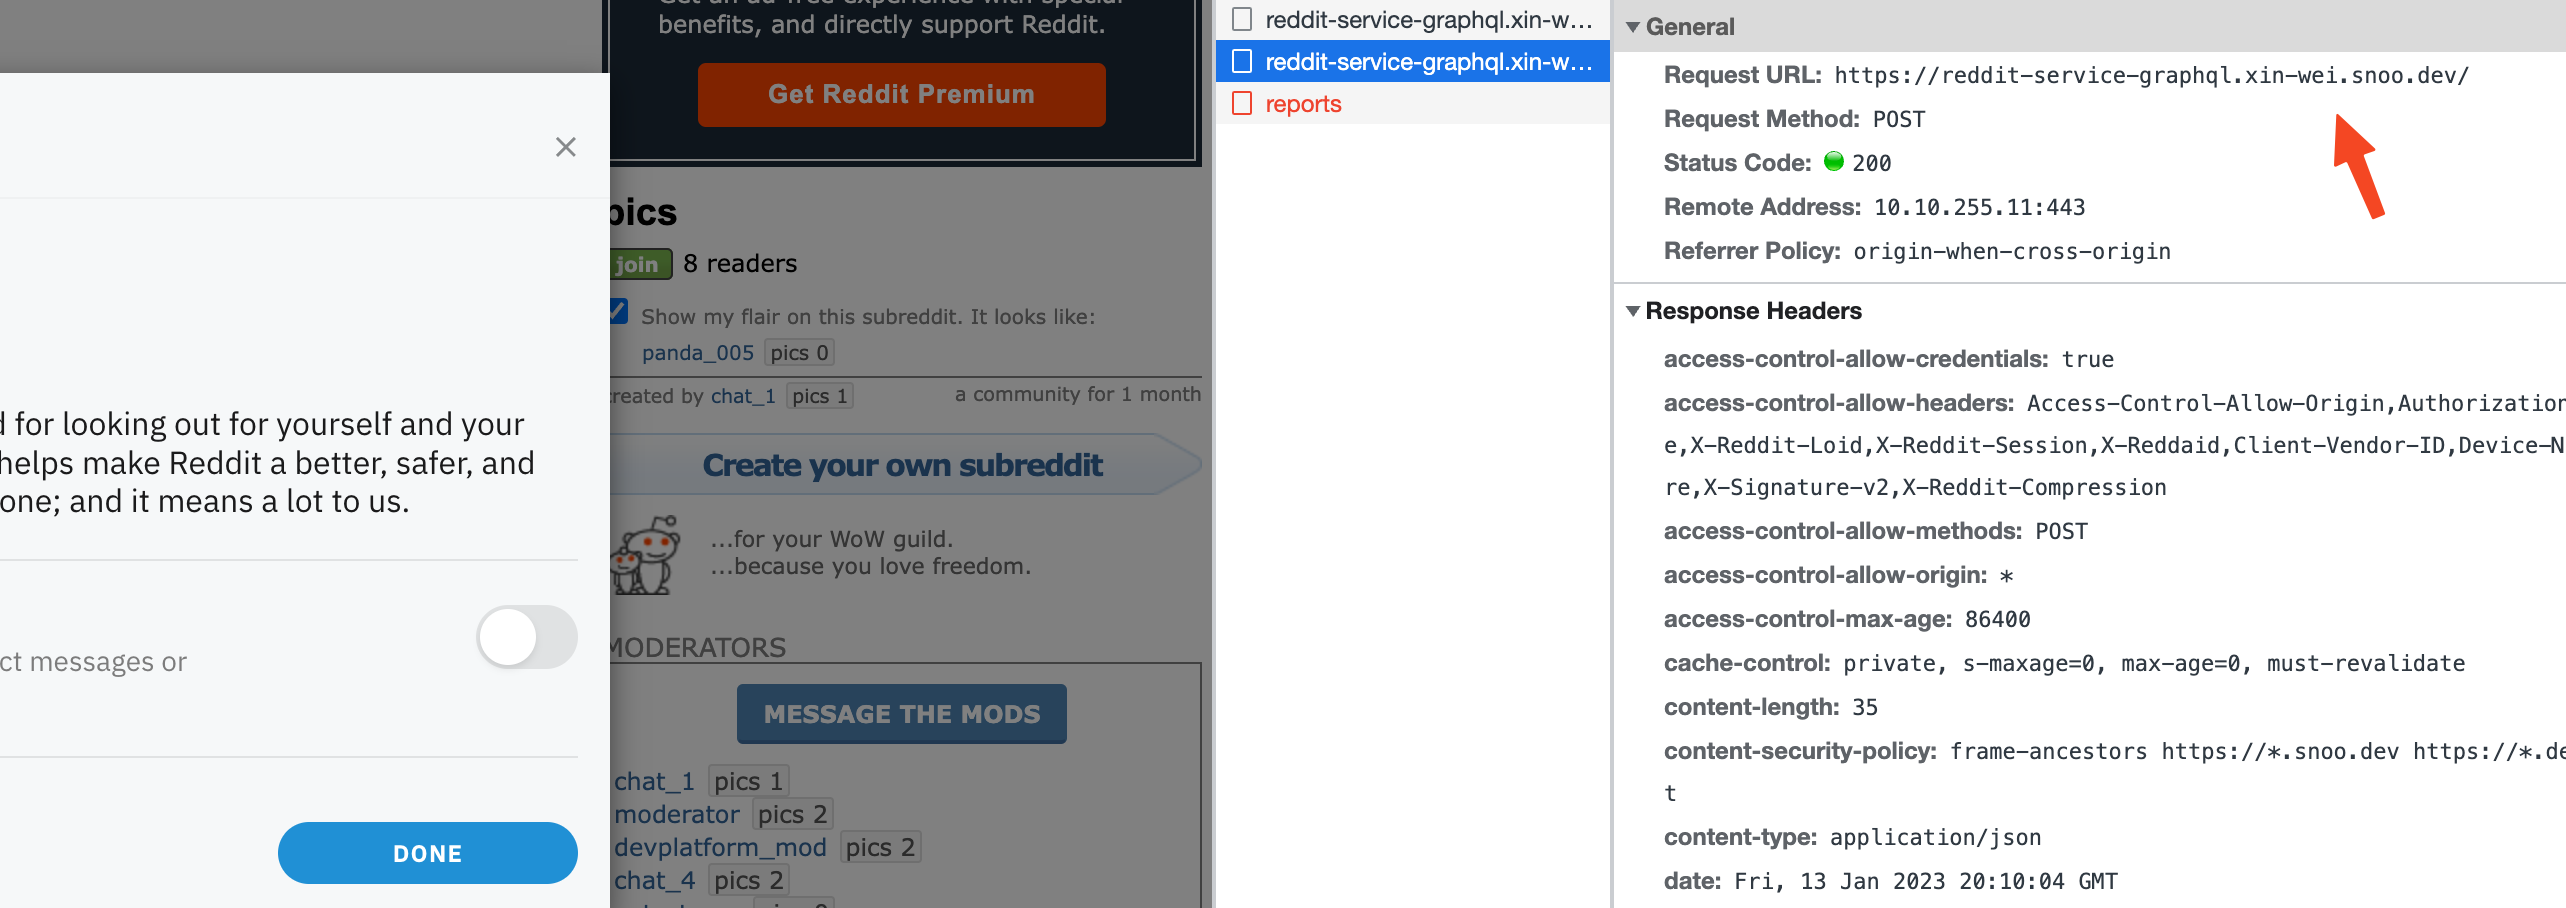 benefits, and directly support Reddit.
Get Reddit Premium
pics
join 8 readers
Show my flair on this subreddit. It looks like:
panda_005 pics 0
created by chat_1 pics 1 a community for 1 month
Create your own subreddit
...for your WoW guild.
...because you love freedom.
MODERATORS
MESSAGE THE MODS
chat_1 pics 1
moderator pics 2
devplatform_mod pics 2
chat_4 pics 2
for looking out for yourself and your
helps make Reddit a better, safer, and
one; and it means a lot to us.
ct messages or
DONE
reddit-service-graphql.xin-w...
reddit-service-graphql.xin-w...
reports
General
Request URL: https://reddit-service-graphql.xin-wei.snoo.dev/
Request Method: POST
Status Code: 200
Remote Address: 10.10.255.11:443
Referrer Policy: origin-when-cross-origin
Response Headers
access-control-allow-credentials: true
access-control-allow-headers: Access-Control-Allow-Origin,Authorization
e,X-Reddit-Loid,X-Reddit-Session,X-Reddaid,Client-Vendor-ID,Device-N
re,X-Signature-v2,X-Reddit-Compression
access-control-allow-methods: POST
access-control-allow-origin: *
access-control-max-age: 86400
cache-control: private, s-maxage=0, max-age=0, must-revalidate
content-length: 35
content-security-policy: frame-ancestors https://*.snoo.dev https://*.de
t
content-type: application/json
date: Fri, 13 Jan 2023 20:10:04 GMT